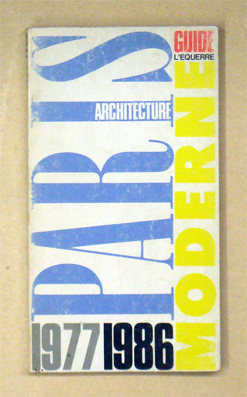 GUIDE
L'EQUERRE
PARIS
ARCHITECTURE
MODERNE
1977 1986